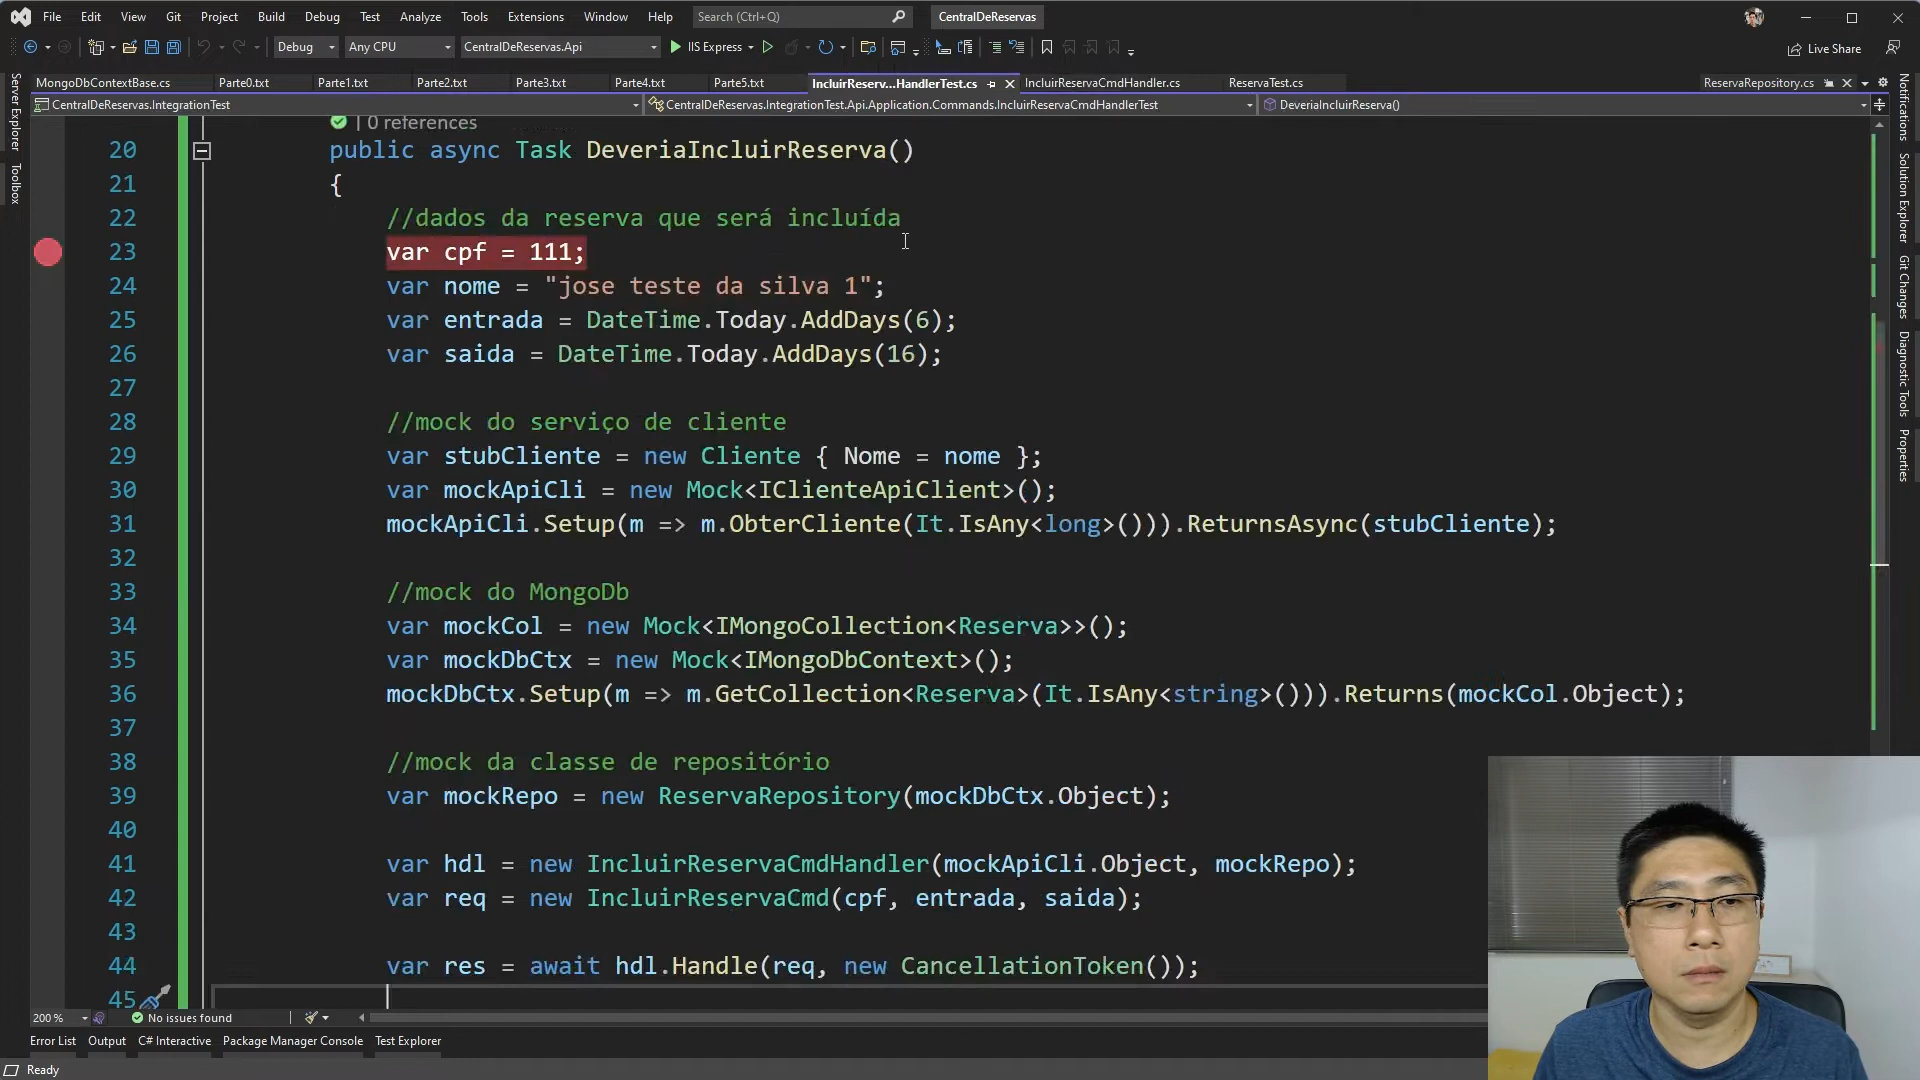 File Edit View Git Project Build Debug Test Analyze Tools Extensions Window Help Search (Ctrl+Q) CentralDeReservas
Debug Any CPU CentralDeReservas.Api IIS Express Live Share
MongoDbContextBase.cs Parte0.txt Parte1.txt Parte2.txt Parte3.txt Parte4.txt Parte5.txt IncluirReserv...HandlerTest.cs IncluirReservaCmdHandler.cs ReservaTest.cs ReservaRepository.cs
CentralDeReservas.IntegrationTest CentralDeReservas.IntegrationTest.Api.Application.Commands.IncluirReservaCmdHandlerTest DeveriaIncluirReserva()
Server Explorer
Toolbox
Notifications
Solution Explorer
Git Changes
Diagnostic Tools
Properties
| 0 references
20 public async Task DeveriaIncluirReserva()
21 {
22 //dados da reserva que será incluída
23 var cpf = 111;
24 var nome = "jose teste da silva 1";
25 var entrada = DateTime.Today.AddDays(6);
26 var saida = DateTime.Today.AddDays(16);
27
28 //mock do serviço de cliente
29 var stubCliente = new Cliente { Nome = nome };
30 var mockApiCli = new Mock<IClienteApiClient>();
31 mockApiCli.Setup(m => m.ObterCliente(It.IsAny<long>())).ReturnsAsync(stubCliente);
32
33 //mock do MongoDb
34 var mockCol = new Mock<IMongoCollection<Reserva>>();
35 var mockDbCtx = new Mock<IMongoDbContext>();
36 mockDbCtx.Setup(m => m.GetCollection<Reserva>(It.IsAny<string>())).Returns(mockCol.Object);
37
38 //mock da classe de repositório
39 var mockRepo = new ReservaRepository(mockDbCtx.Object);
40
41 var hdl = new IncluirReservaCmdHandler(mockApiCli.Object, mockRepo);
42 var req = new IncluirReservaCmd(cpf, entrada, saida);
43
44 var res = await hdl.Handle(req, new CancellationToken());
45
200 % No issues found
Error List Output C# Interactive Package Manager Console Test Explorer
Ready